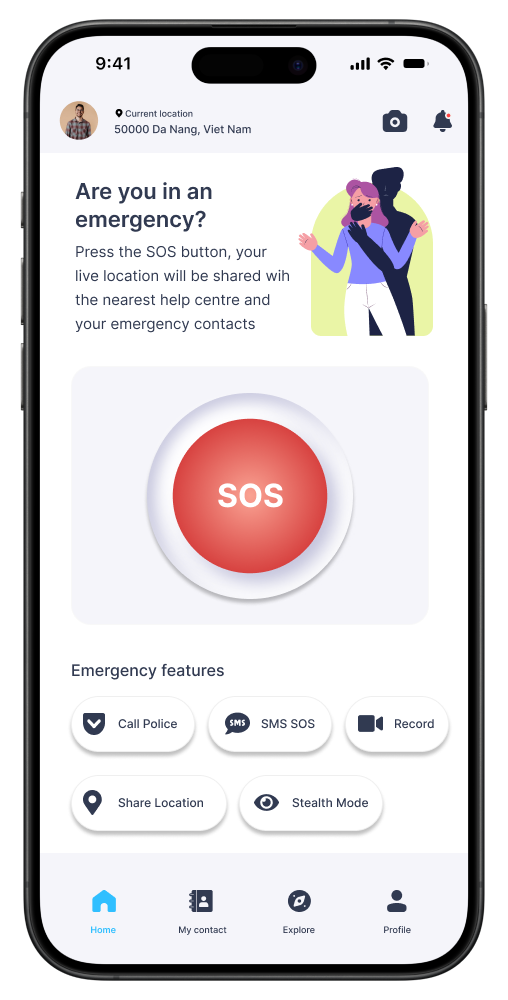 9:41
Current location
50000 Da Nang, Viet Nam
Are you in an
emergency?
Press the SOS button, your
live location will be shared wih
the nearest help centre and
your emergency contacts
SOS
Emergency features
Call Police
SMS
SMS SOS
Record
Share Location
Stealth Mode
Home
My contact
Explore
Profile